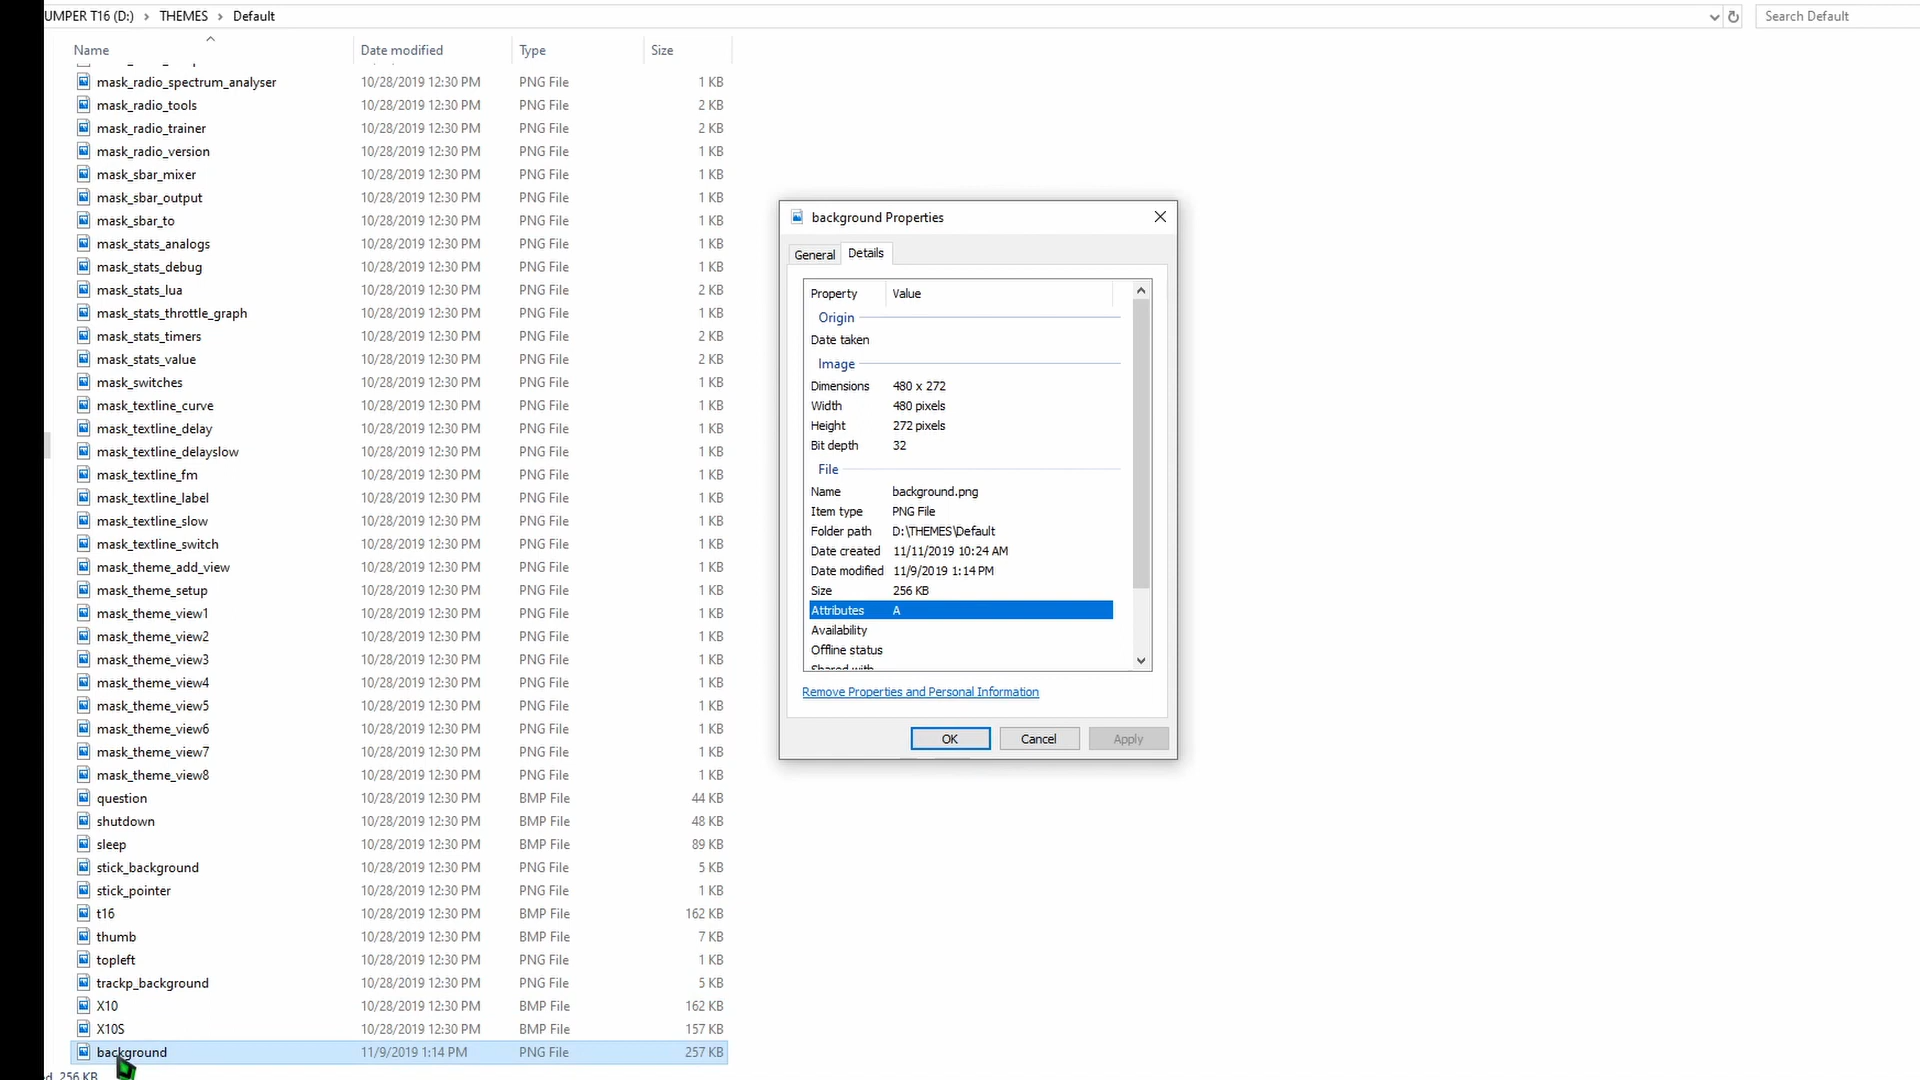 UMPER T16 (D:) > THEMES > Default
Search Default
Name Date modified Type Size
mask_radio_spectrum_analyser 10/28/2019 12:30 PM PNG File 1 KB
mask_radio_tools 10/28/2019 12:30 PM PNG File 2 KB
mask_radio_trainer 10/28/2019 12:30 PM PNG File 2 KB
mask_radio_version 10/28/2019 12:30 PM PNG File 1 KB
mask_sbar_mixer 10/28/2019 12:30 PM PNG File 1 KB
mask_sbar_output 10/28/2019 12:30 PM PNG File 1 KB
mask_sbar_to 10/28/2019 12:30 PM PNG File 1 KB
mask_stats_analogs 10/28/2019 12:30 PM PNG File 1 KB
mask_stats_debug 10/28/2019 12:30 PM PNG File 1 KB
mask_stats_lua 10/28/2019 12:30 PM PNG File 2 KB
mask_stats_throttle_graph 10/28/2019 12:30 PM PNG File 1 KB
mask_stats_timers 10/28/2019 12:30 PM PNG File 2 KB
mask_stats_value 10/28/2019 12:30 PM PNG File 2 KB
mask_switches 10/28/2019 12:30 PM PNG File 1 KB
mask_textline_curve 10/28/2019 12:30 PM PNG File 1 KB
mask_textline_delay 10/28/2019 12:30 PM PNG File 1 KB
mask_textline_delayslow 10/28/2019 12:30 PM PNG File 1 KB
mask_textline_fm 10/28/2019 12:30 PM PNG File 1 KB
mask_textline_label 10/28/2019 12:30 PM PNG File 1 KB
mask_textline_slow 10/28/2019 12:30 PM PNG File 1 KB
mask_textline_switch 10/28/2019 12:30 PM PNG File 1 KB
mask_theme_add_view 10/28/2019 12:30 PM PNG File 1 KB
mask_theme_setup 10/28/2019 12:30 PM PNG File 1 KB
mask_theme_view1 10/28/2019 12:30 PM PNG File 1 KB
mask_theme_view2 10/28/2019 12:30 PM PNG File 1 KB
mask_theme_view3 10/28/2019 12:30 PM PNG File 1 KB
mask_theme_view4 10/28/2019 12:30 PM PNG File 1 KB
mask_theme_view5 10/28/2019 12:30 PM PNG File 1 KB
mask_theme_view6 10/28/2019 12:30 PM PNG File 1 KB
mask_theme_view7 10/28/2019 12:30 PM PNG File 1 KB
mask_theme_view8 10/28/2019 12:30 PM PNG File 1 KB
question 10/28/2019 12:30 PM BMP File 44 KB
shutdown 10/28/2019 12:30 PM BMP File 48 KB
sleep 10/28/2019 12:30 PM BMP File 89 KB
stick_background 10/28/2019 12:30 PM PNG File 5 KB
stick_pointer 10/28/2019 12:30 PM PNG File 1 KB
t16 10/28/2019 12:30 PM BMP File 162 KB
thumb 10/28/2019 12:30 PM BMP File 7 KB
topleft 10/28/2019 12:30 PM PNG File 1 KB
trackp_background 10/28/2019 12:30 PM PNG File 5 KB
X10 10/28/2019 12:30 PM BMP File 162 KB
X10S 10/28/2019 12:30 PM BMP File 157 KB
background 11/9/2019 1:14 PM PNG File 257 KB
256 KB
background Properties
General Details
Property Value
Origin
Date taken
Image
Dimensions 480 x 272
Width 480 pixels
Height 272 pixels
Bit depth 32
File
Name background.png
Item type PNG File
Folder path D:\THEMES\Default
Date created 11/11/2019 10:24 AM
Date modified 11/9/2019 1:14 PM
Size 256 KB
Attributes A
Availability
Offline status
Shared with
Remove Properties and Personal Information
OK Cancel Apply